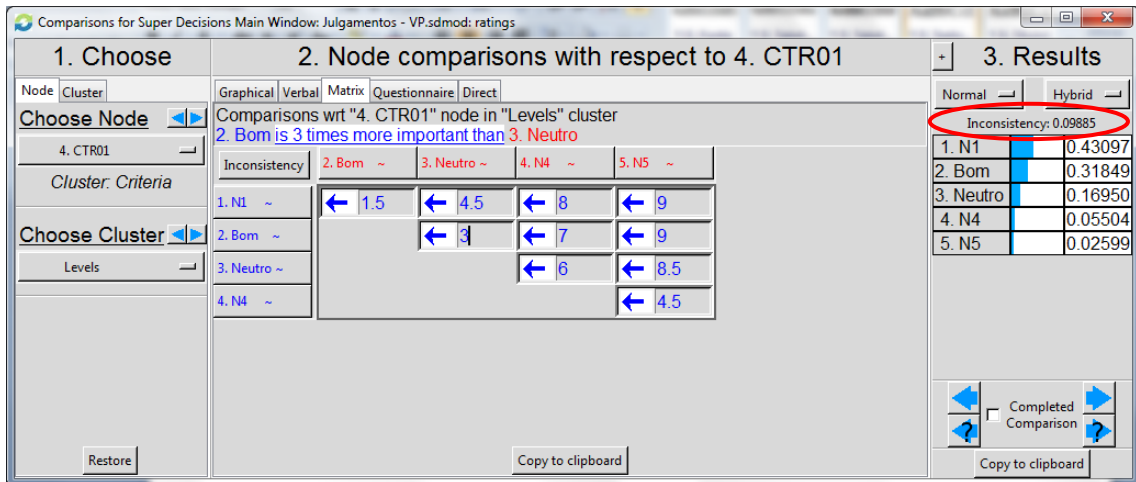 Comparisons for Super Decisions Main Window: Julgamentos - VP.sdmod: ratings
1. Choose
Node Cluster
Choose Node
4. CTR01
Cluster: Criteria
Choose Cluster
Levels
Restore
2. Node comparisons with respect to 4. CTR01
Graphical Verbal Matrix Questionnaire Direct
Comparisons wrt "4. CTR01" node in "Levels" cluster
2. Bom is 3 times more important than 3. Neutro
Inconsistency 2. Bom ~ 3. Neutro ~ 4. N4 ~ 5. N5 ~
1. N1 ~ ← 1.5 ← 4.5 ← 8 ← 9
2. Bom ~ ← 3 ← 7 ← 9
3. Neutro ~ ← 6 ← 8.5
4. N4 ~ ← 4.5
Copy to clipboard
+ 3. Results
Normal Hybrid
Inconsistency: 0.09885
1. N1 0.43097
2. Bom 0.31849
3. Neutro 0.16950
4. N4 0.05504
5. N5 0.02599
Completed
Comparison
? ?
Copy to clipboard